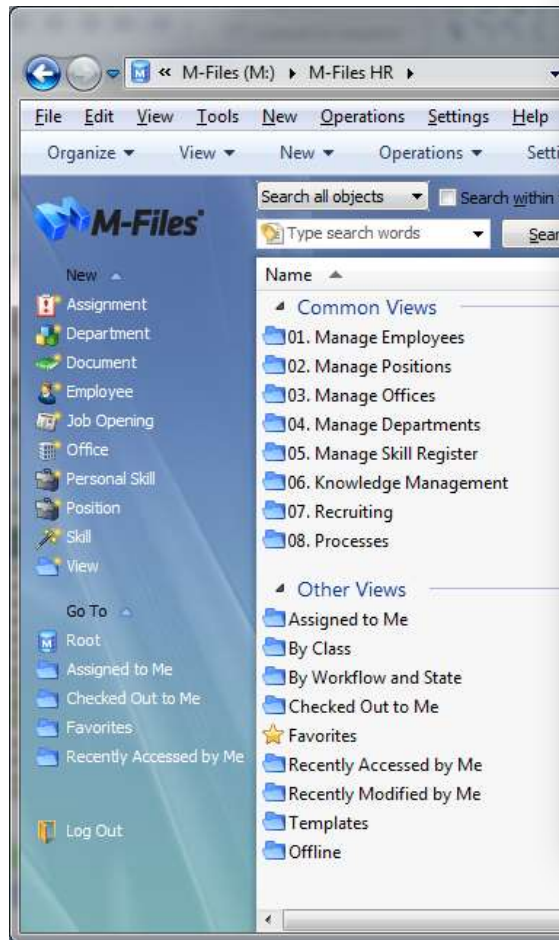 « M-Files (M:) ▸ M-Files HR ▸
File Edit View Tools New Operations Settings Help
Organize View New Operations Setti
M-Files
Search all objects Search within
Type search words Sear
New
Assignment
Department
Document
Employee
Job Opening
Office
Personal Skill
Position
Skill
View
Go To
Root
Assigned to Me
Checked Out to Me
Favorites
Recently Accessed by Me
Log Out
Name
Common Views
01. Manage Employees
02. Manage Positions
03. Manage Offices
04. Manage Departments
05. Manage Skill Register
06. Knowledge Management
07. Recruiting
08. Processes
Other Views
Assigned to Me
By Class
By Workflow and State
Checked Out to Me
Favorites
Recently Accessed by Me
Recently Modified by Me
Templates
Offline